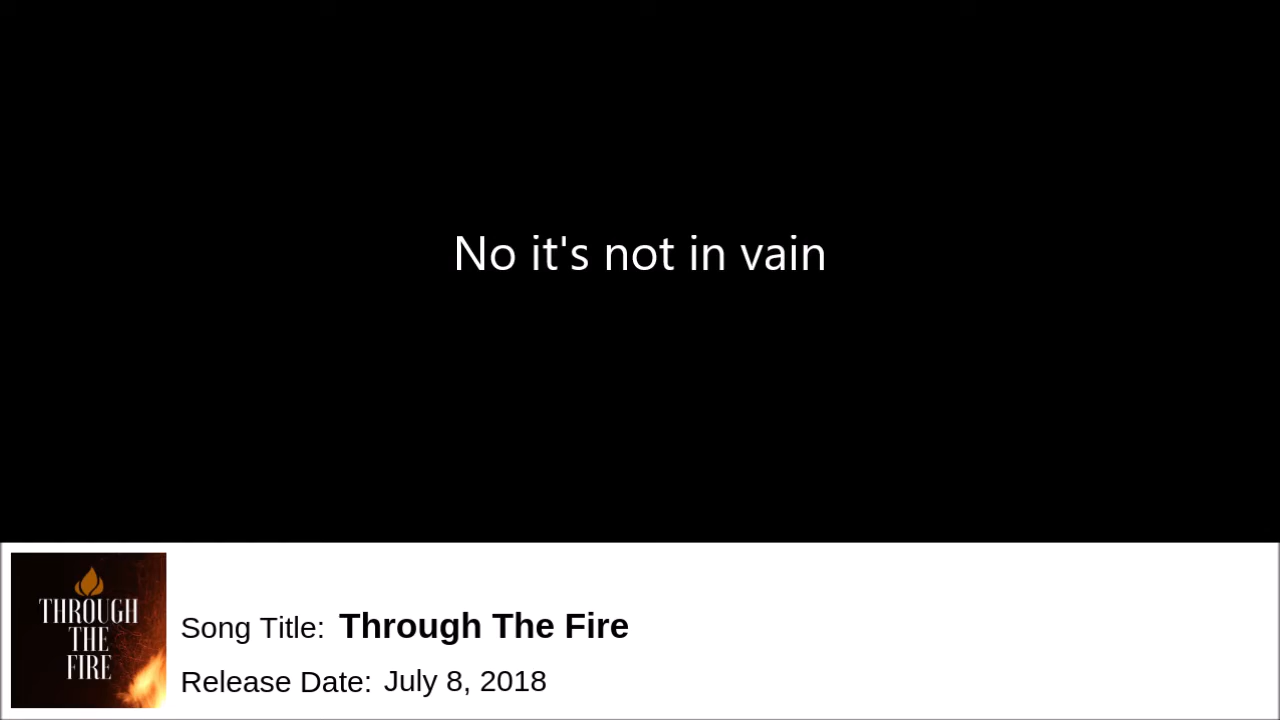 No it's not in vain
THROUGH
THE
FIRE
Song Title: Through The Fire
Release Date: July 8, 2018